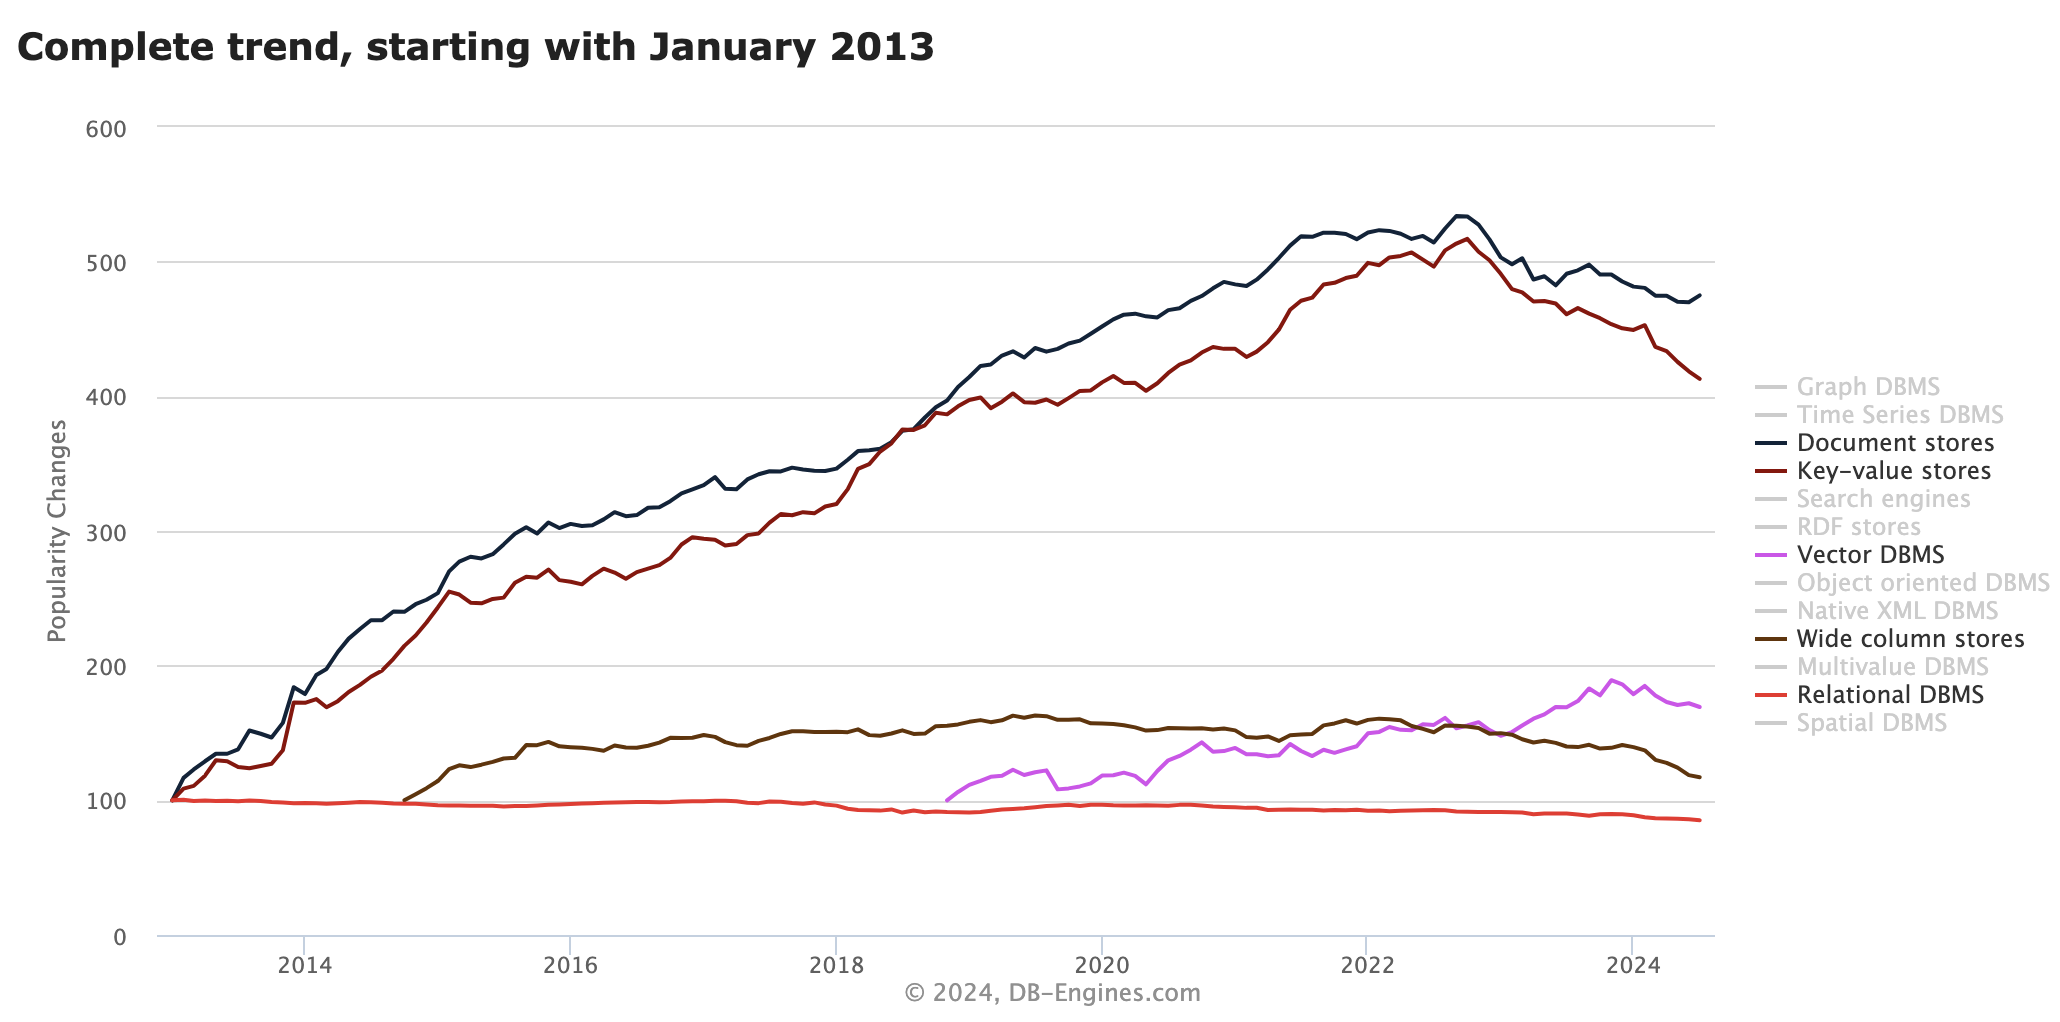 Complete trend, starting with January 2013
600
500
400
300
200
100
0
Popularity Changes
2014
2016
2018
2020
2022
2024
© 2024, DB-Engines.com
Graph DBMS
Time Series DBMS
Document stores
Key-value stores
Search engines
RDF stores
Vector DBMS
Object oriented DBMS
Native XML DBMS
Wide column stores
Multivalue DBMS
Relational DBMS
Spatial DBMS